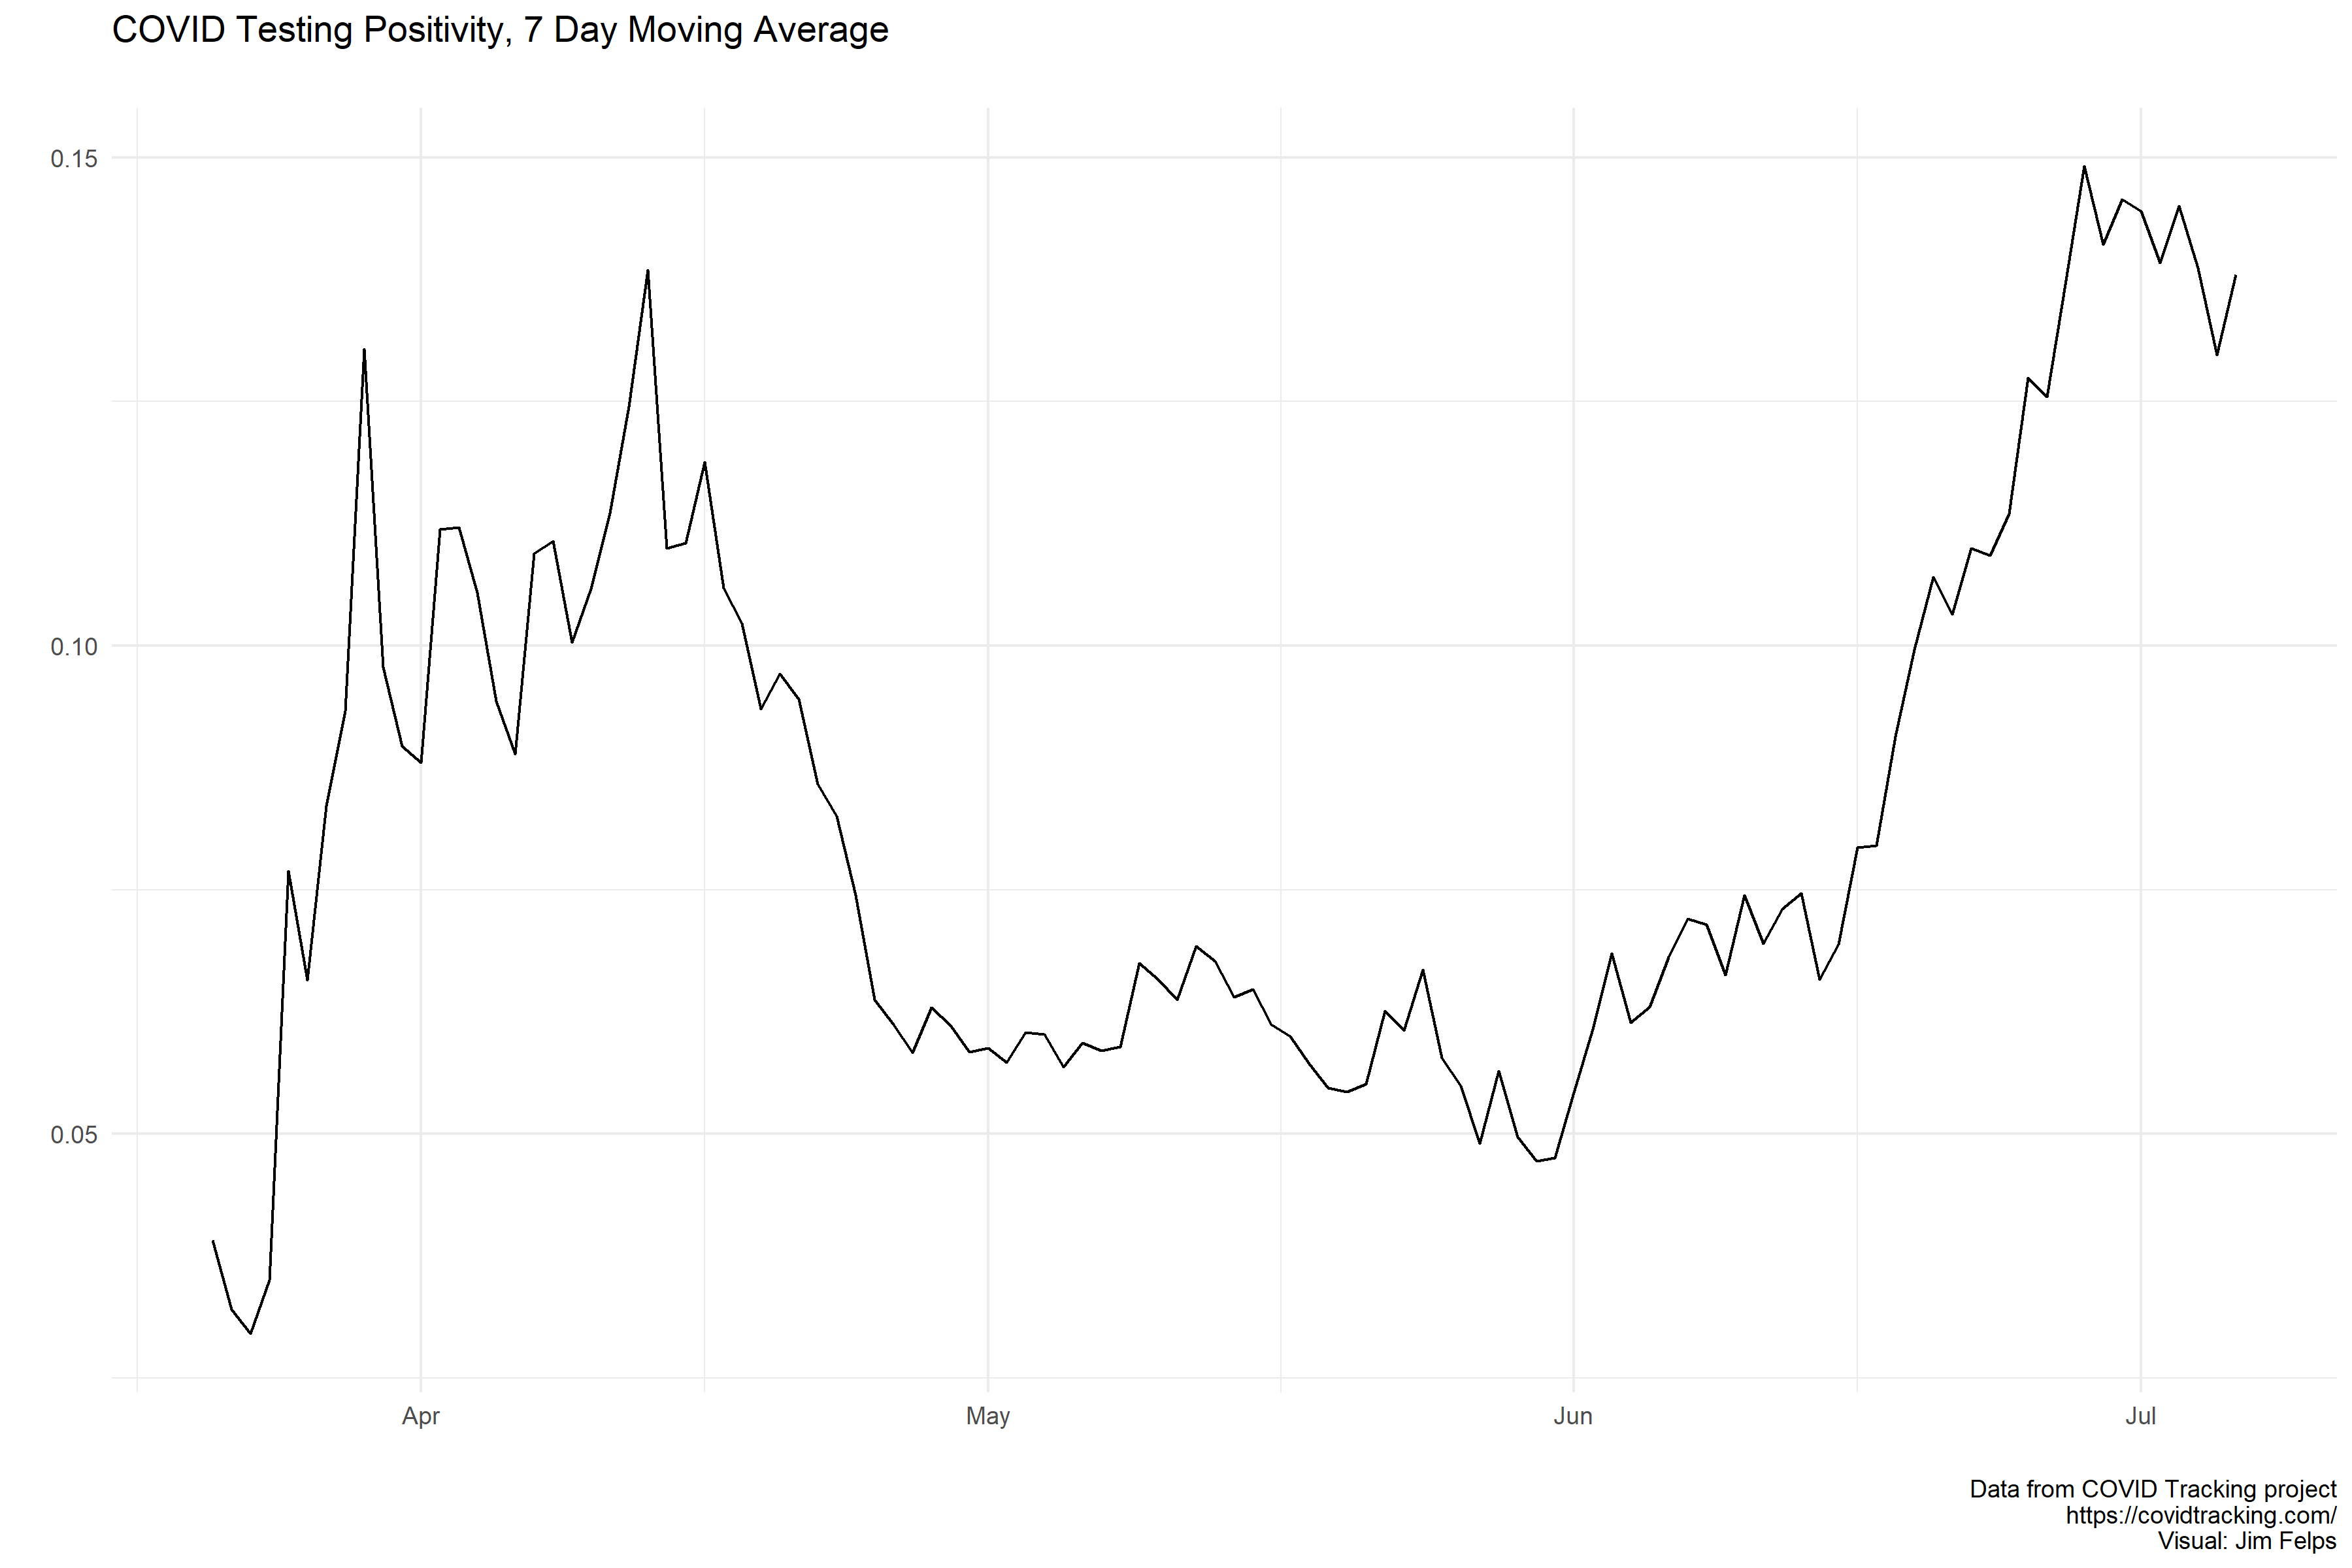 COVID Testing Positivity, 7 Day Moving Average
0.15
0.10
0.05
Apr
May
Jun
Jul
Data from COVID Tracking project
https://covidtracking.com/
Visual: Jim Felps